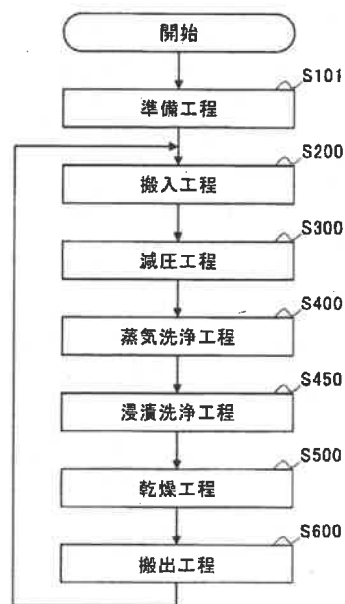 開始
S101
準備工程
S200
搬入工程
S300
減圧工程
S400
蒸気洗浄工程
S450
浸漬洗浄工程
S500
乾燥工程
S600
搬出工程